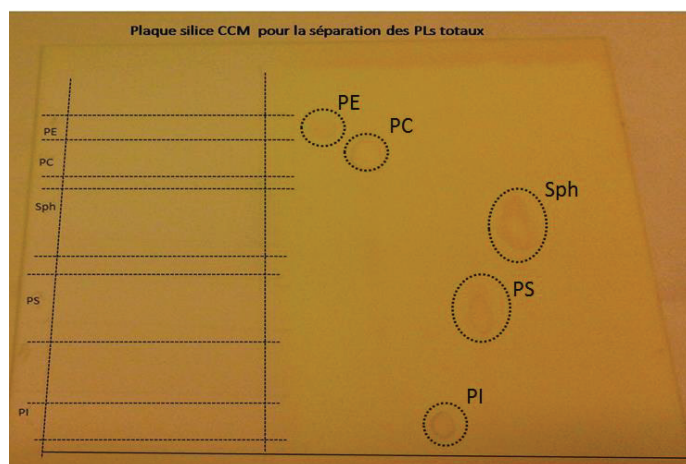 Plaque silice CCM pour la séparation des PLs totaux
PE
PC
Sph
PS
PI
PE
PC
Sph
PS
PI